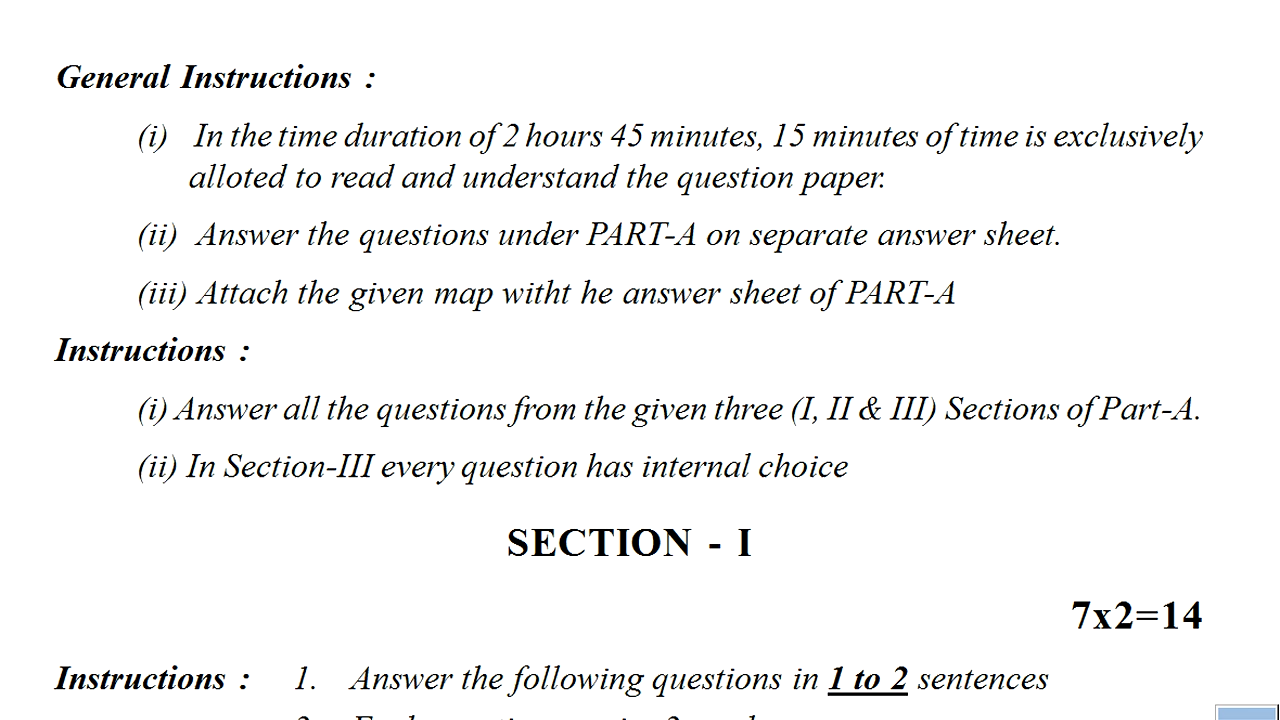 General Instructions :
(i) In the time duration of 2 hours 45 minutes, 15 minutes of time is exclusively
alloted to read and understand the question paper.
(ii) Answer the questions under PART-A on separate answer sheet.
(iii) Attach the given map witht he answer sheet of PART-A
Instructions :
(i) Answer all the questions from the given three (I, II & III) Sections of Part-A.
(ii) In Section-III every question has internal choice
SECTION - I
7x2=14
Instructions : 1. Answer the following questions in 1 to 2 sentences